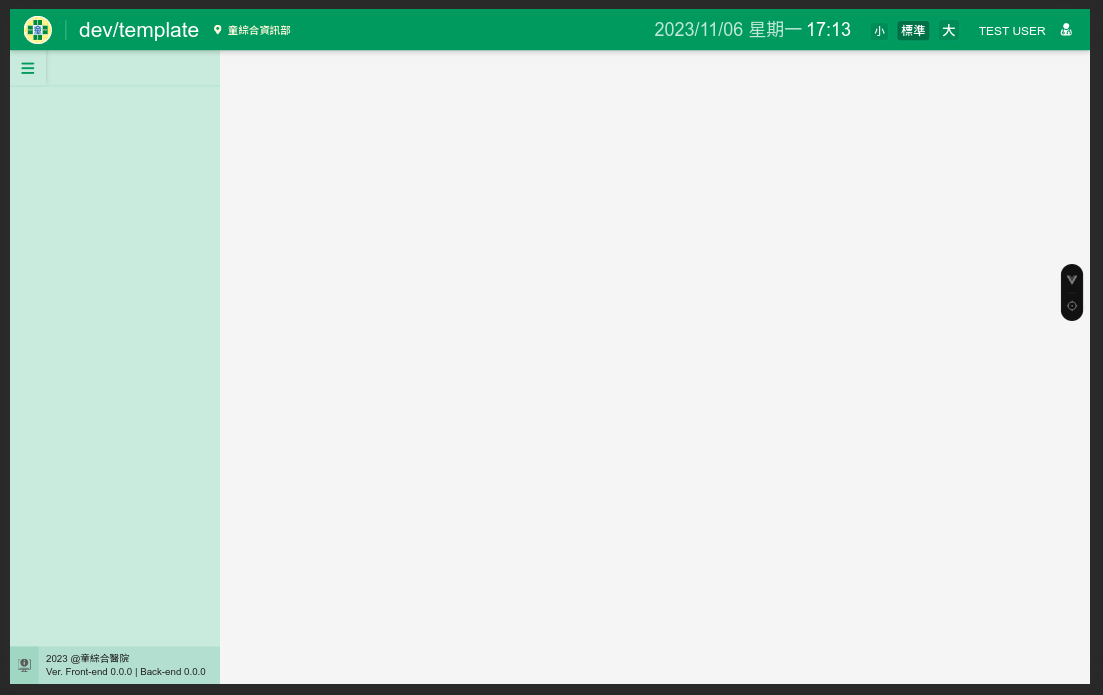 童
dev/template
童綜合資訊部
2023/11/06 星期一 17:13
小 標準 大
TEST USER
2023 @童綜合醫院
Ver. Front-end 0.0.0 | Back-end 0.0.0